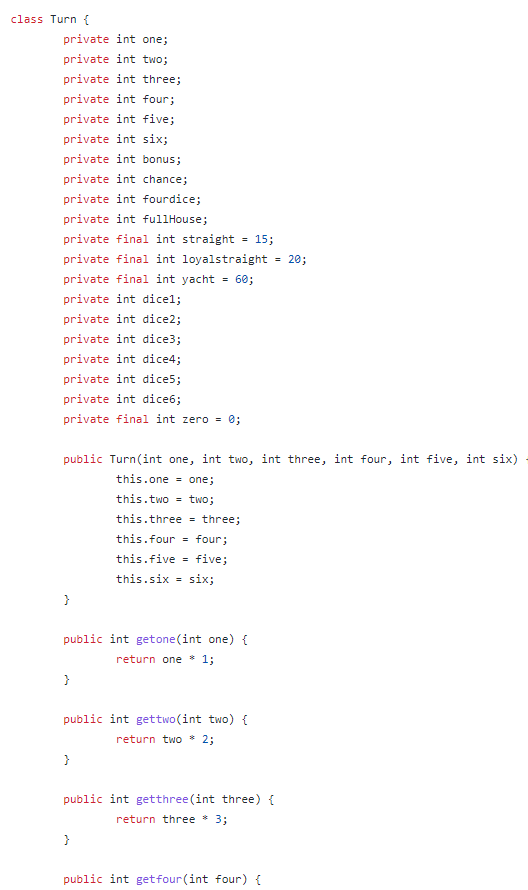 class Turn {
private int one;
private int two;
private int three;
private int four;
private int five;
private int six;
private int bonus;
private int chance;
private int fourdice;
private int fullHouse;
private final int straight = 15;
private final int loyalstraight = 20;
private final int yacht = 60;
private int dice1;
private int dice2;
private int dice3;
private int dice4;
private int dice5;
private int dice6;
private final int zero = 0;
public Turn(int one, int two, int three, int four, int five, int six)
this.one = one;
this.two = two;
this.three = three;
this.four = four;
this.five = five;
this.six = six;
}
public int getone(int one) {
return one * 1;
}
public int gettwo(int two) {
return two * 2;
}
public int getthree(int three) {
return three * 3;
}
public int getfour(int four) {